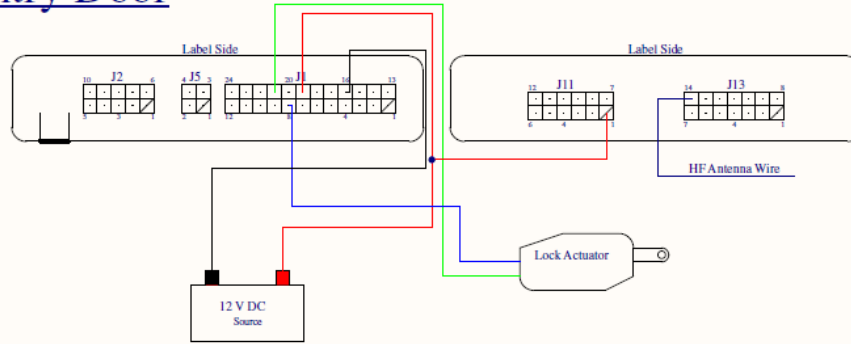 Label Side
Label Side
J2
J5
J1
J11
J13
10 6 4 3 24 20 16 13
12 7 14 8
5 3 1 2 1 12 8 4 1
6 4 1 7 4 1
HF Antenna Wire
Lock Actuator
12 V DC
Source